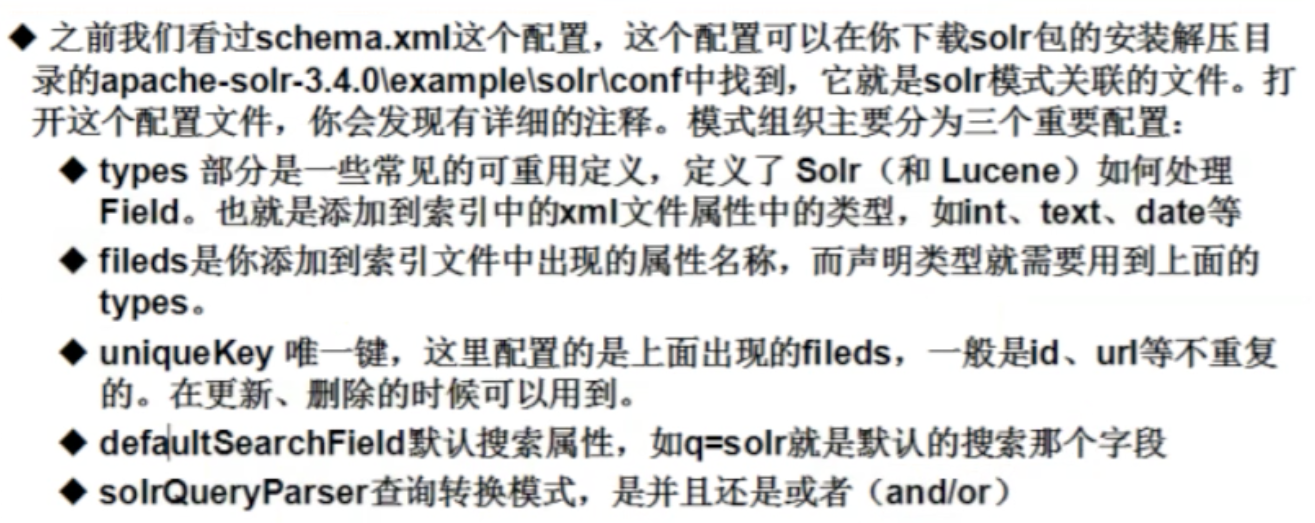 ◆ 之前我们看过schema.xml这个配置，这个配置可以在你下载solr包的安装解压目
录的apache-solr-3.4.0\example\solr\conf中找到，它就是solr模式关联的文件。打
开这个配置文件，你会发现有详细的注释。模式组织主要分为三个重要配置：
◆ types 部分是一些常见的可重用定义，定义了 Solr（和 Lucene）如何处理
Field。也就是添加到索引中的xml文件属性中的类型，如int、text、date等
◆ fileds是你添加到索引文件中出现的属性名称，而声明类型就需要用到上面的
types。
◆ uniqueKey 唯一键，这里配置的是上面出现的fileds，一般是id、url等不重复
的。在更新、删除的时候可以用到。
◆ defaultSearchField默认搜索属性，如q=solr就是默认的搜索那个字段
◆ solrQueryParser查询转换模式，是并且还是或者（and/or）